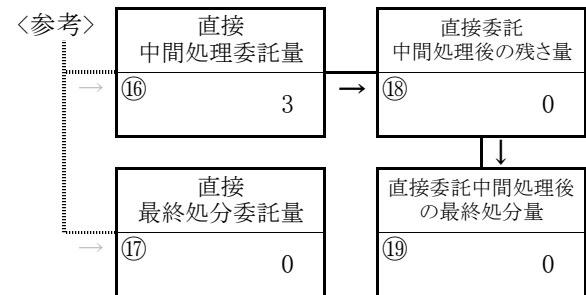 〈参考〉
直接
中間処理委託量
→
⑯
3
→
直接委託
中間処理後の残さ量
⑱
0
↓
直接
最終処分委託量
→
⑰
0
直接委託中間処理後
の最終処分量
⑲
0